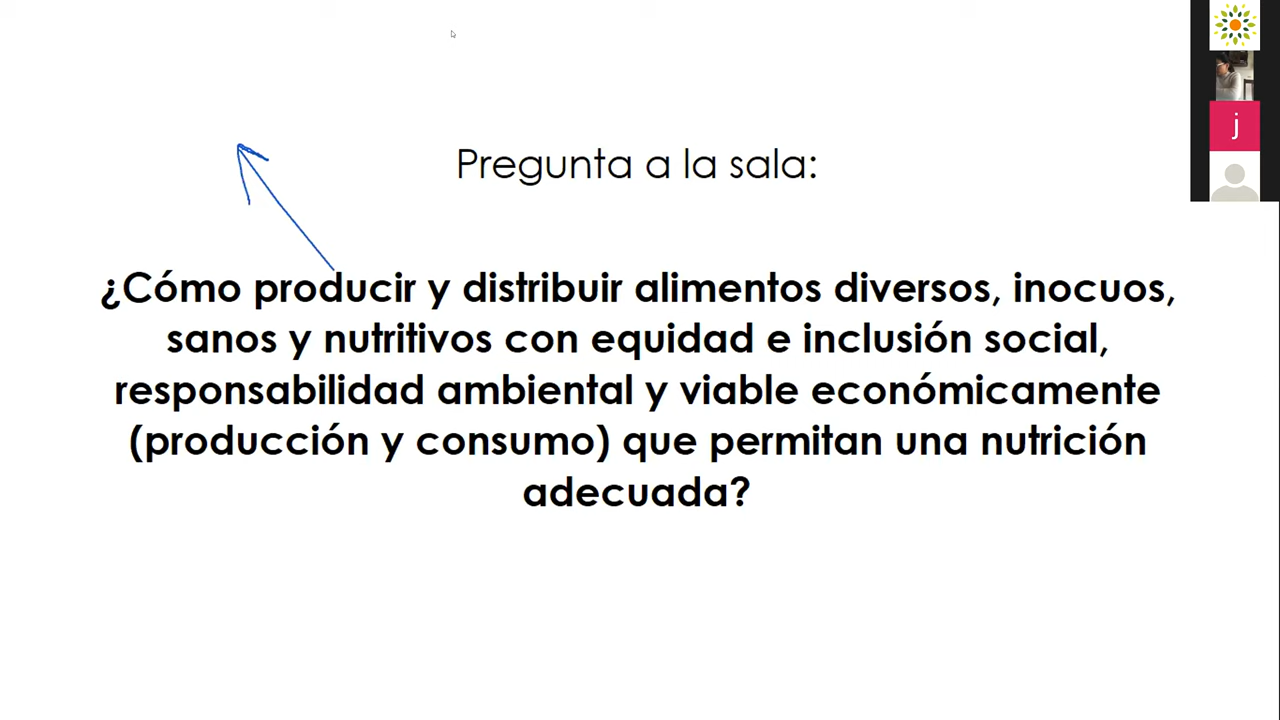 Pregunta a la sala:
¿Cómo producir y distribuir alimentos diversos, inocuos,
sanos y nutritivos con equidad e inclusión social,
responsabilidad ambiental y viable económicamente
(producción y consumo) que permitan una nutrición
adecuada?
j